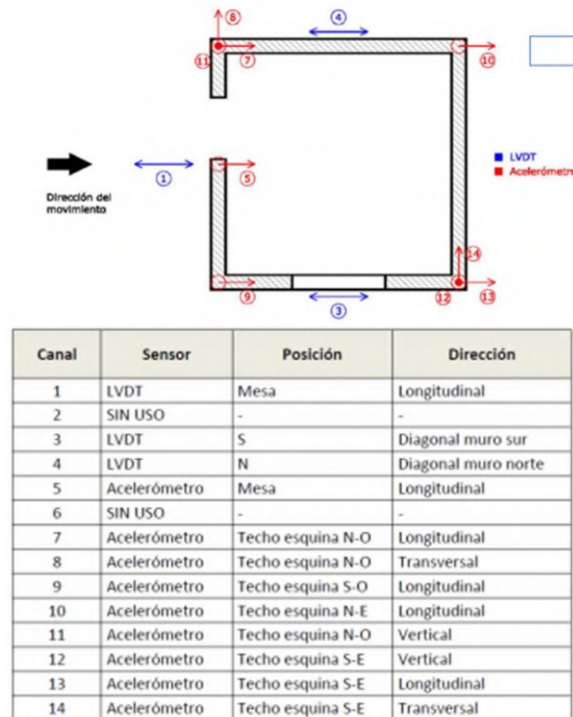 8
4
11
7
10
Dirección del
movimiento
1
5
LVDT
Acelerómetro
14
9
12
13
3
Canal Sensor Posición Dirección
1 LVDT Mesa Longitudinal
2 SIN USO - -
3 LVDT S Diagonal muro sur
4 LVDT N Diagonal muro norte
5 Acelerómetro Mesa Longitudinal
6 SIN USO - -
7 Acelerómetro Techo esquina N-O Longitudinal
8 Acelerómetro Techo esquina N-O Transversal
9 Acelerómetro Techo esquina S-O Longitudinal
10 Acelerómetro Techo esquina N-E Longitudinal
11 Acelerómetro Techo esquina N-O Vertical
12 Acelerómetro Techo esquina S-E Vertical
13 Acelerómetro Techo esquina S-E Longitudinal
14 Acelerómetro Techo esquina S-E Transversal